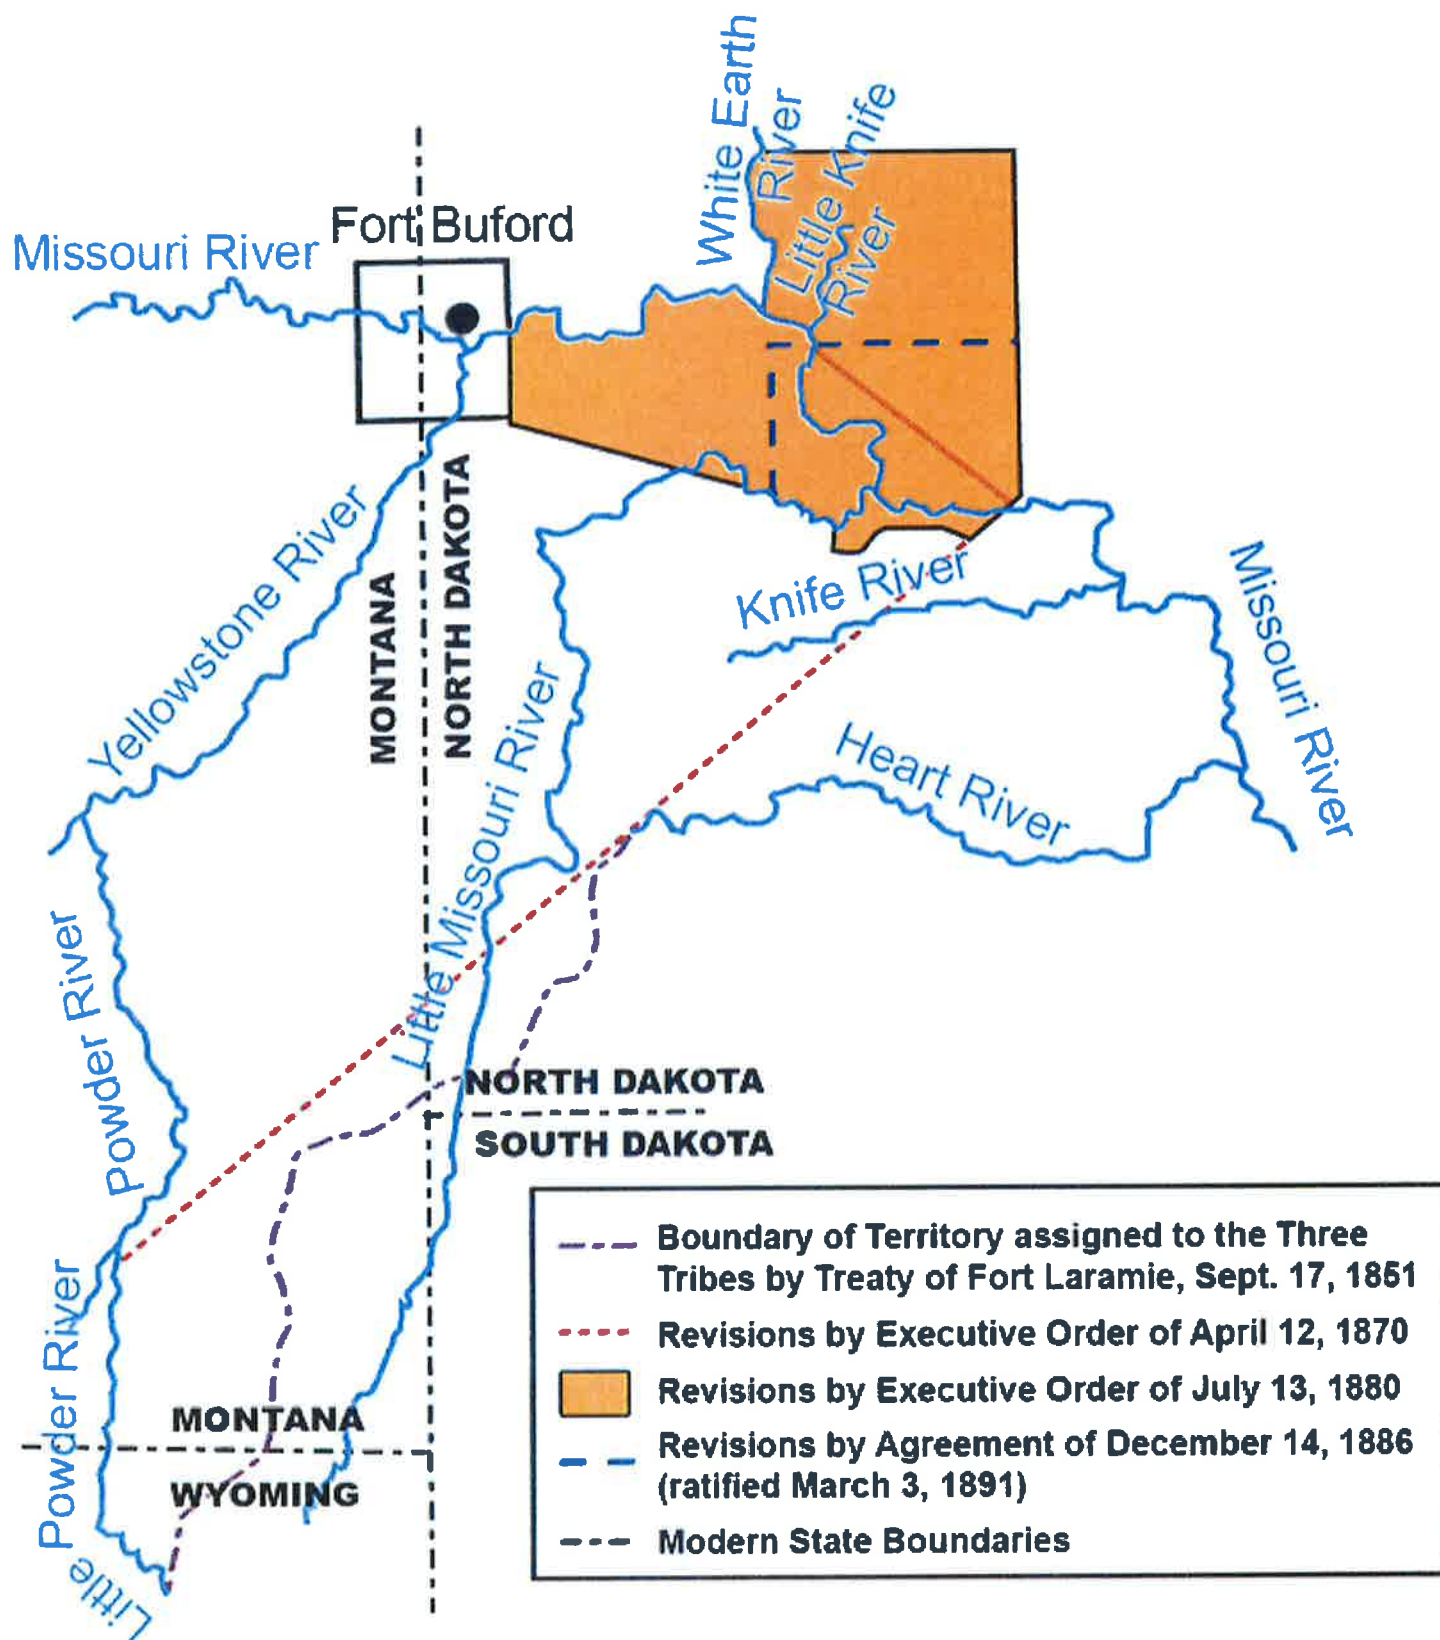 White Earth
River
Little Knife
River
Fort Buford
Missouri River
Yellowstone River
MONTANA
NORTH DAKOTA
Knife River
Missouri River
Little Missouri River
Heart River
Powder River
NORTH DAKOTA
SOUTH DAKOTA
Boundary of Territory assigned to the Three
Tribes by Treaty of Fort Laramie, Sept. 17, 1851
Revisions by Executive Order of April 12, 1870
Revisions by Executive Order of July 13, 1880
Revisions by Agreement of December 14, 1886
(ratified March 3, 1891)
Modern State Boundaries
MONTANA
WYOMING
Little
Powder River